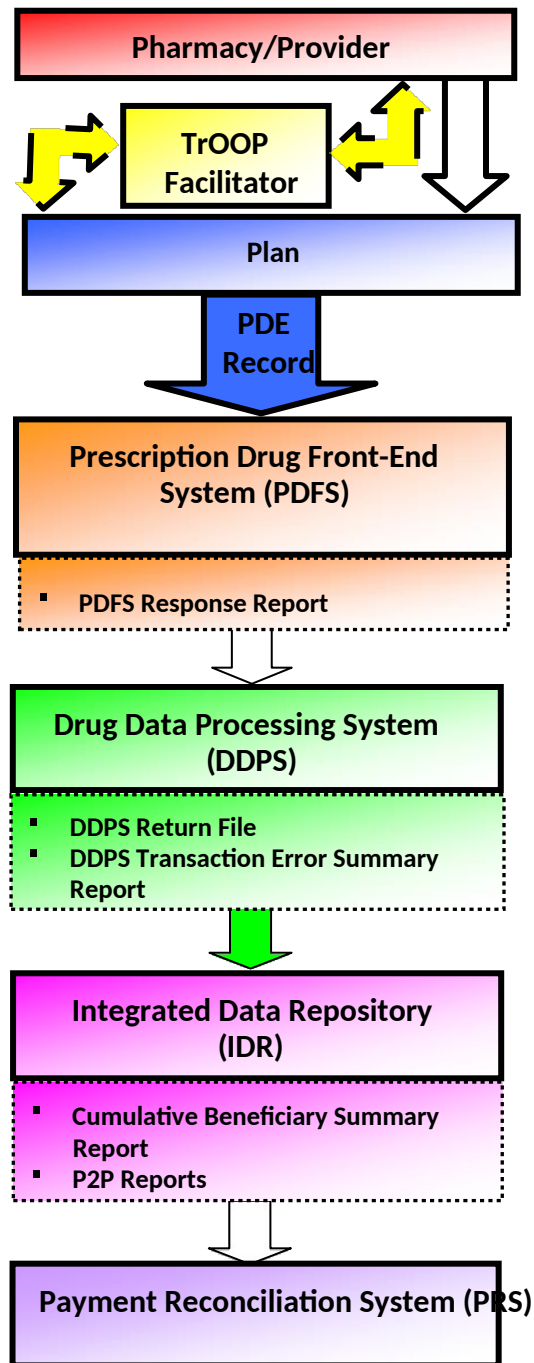 Pharmacy/Provider
TrOOP
Facilitator
Plan
PDE
Record
Prescription Drug Front-End
System (PDFS)
▪ PDFS Response Report
Drug Data Processing System
(DDPS)
▪ DDPS Return File
▪ DDPS Transaction Error Summary
Report
Integrated Data Repository
(IDR)
▪ Cumulative Beneficiary Summary
Report
▪ P2P Reports
Payment Reconciliation System (PRS)